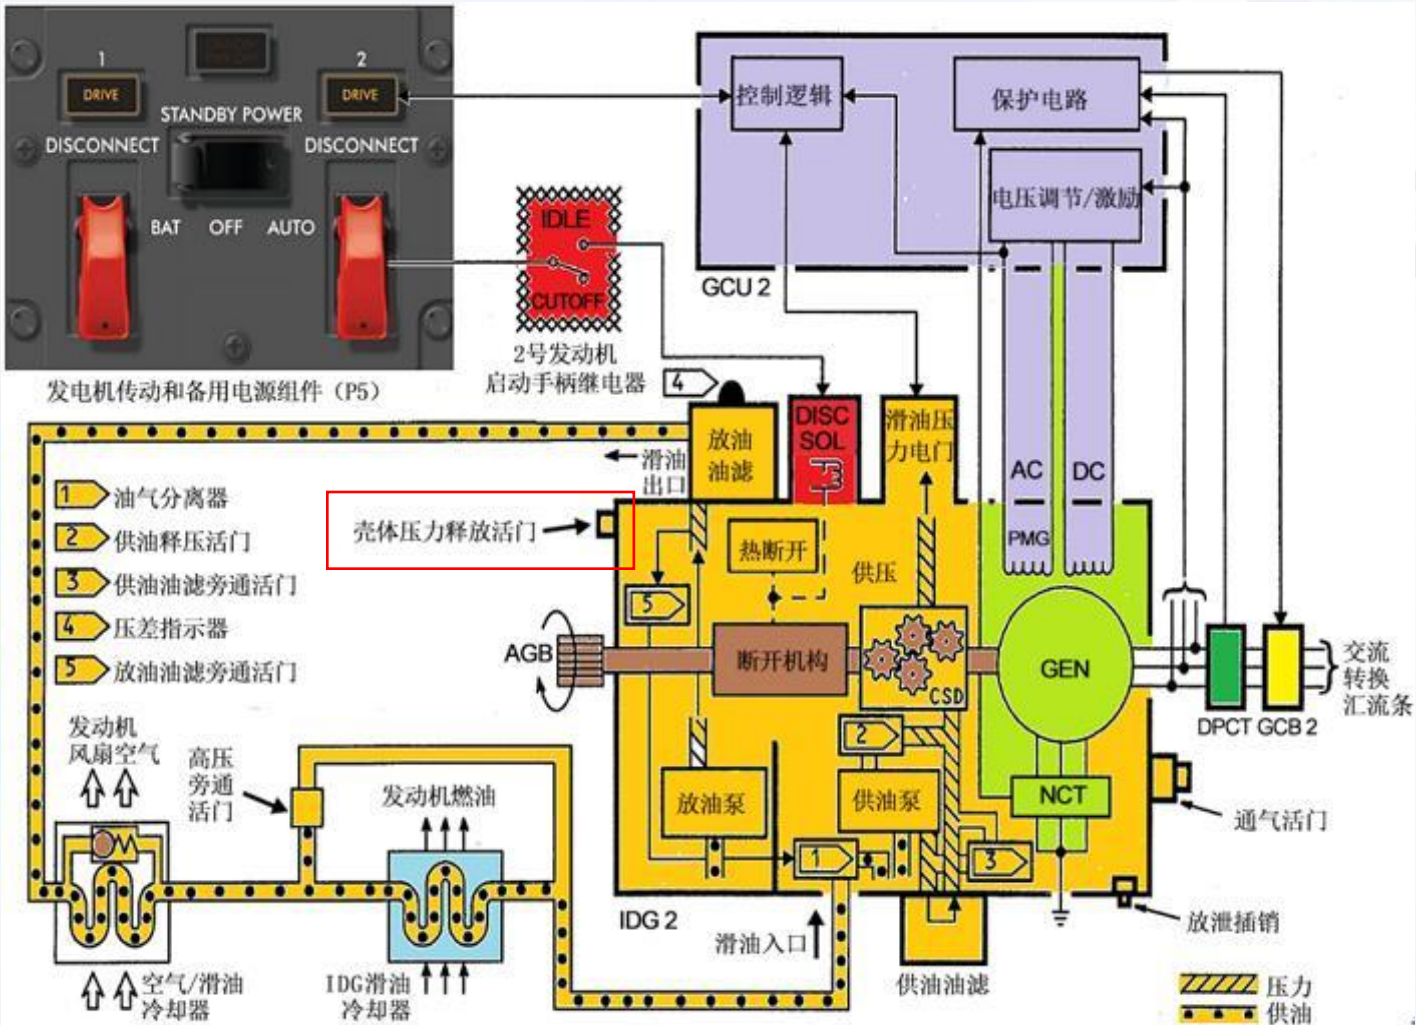 1
2
DRIVE
DRIVE
STANDBY POWER
DISCONNECT
DISCONNECT
BAT
OFF
AUTO
发电机传动和备用电源组件（P5）
IDLE
CUTOFF
2号发动机
启动手柄继电器
控制逻辑
保护电路
电压调节/激励
GCU 2
4
放油
油滤
滑油
出口
DISC
SOL
滑油压
力电门
AC
DC
PMG
1
油气分离器
2
供油释压活门
3
供油油滤旁通活门
4
压差指示器
5
放油油滤旁通活门
壳体压力释放活门
热断开
供压
5
AGB
断开机构
CSD
GEN
交流
转换
汇流条
DPCT
GCB 2
发动机
风扇空气
高压
旁通
活门
发动机燃油
放油泵
2
供油泵
NCT
通气活门
1
3
IDG 2
滑油入口
放泄插销
供油油滤
空气/滑油
冷却器
IDG滑油
冷却器
压力
供油